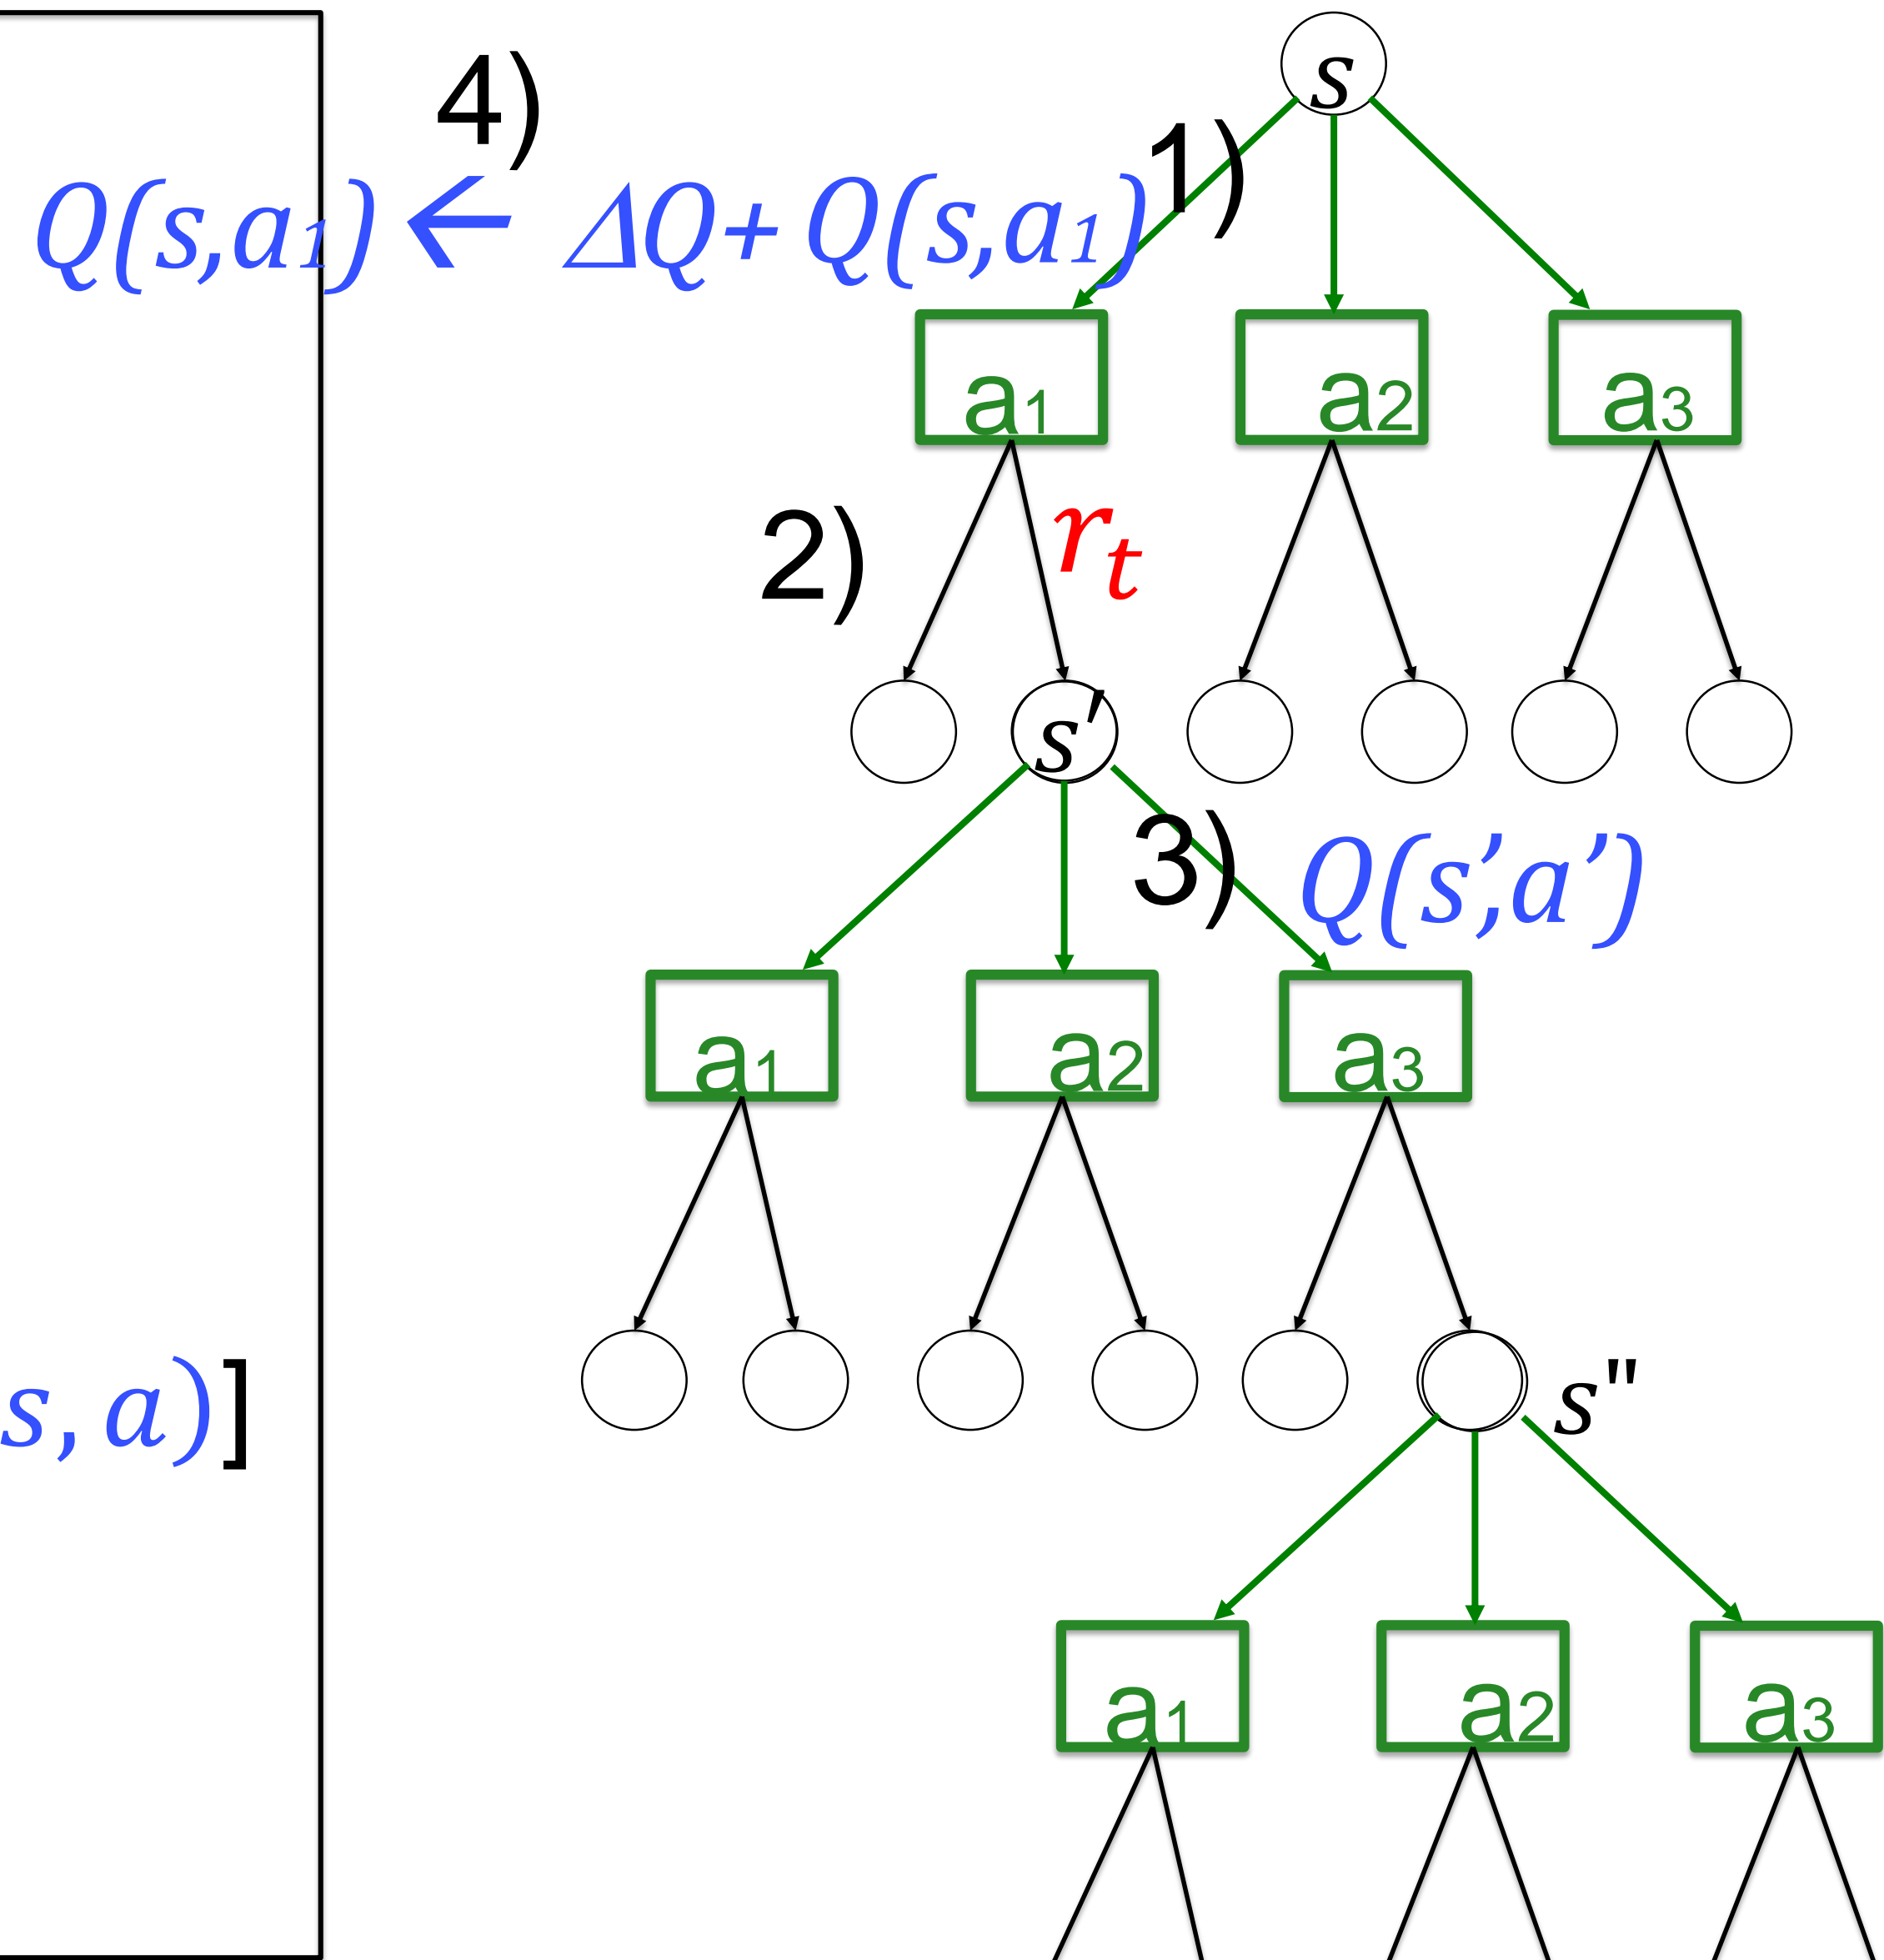 s
4)
1)
Q(s,a₁)← ΔQ+ Q(s,a₁)
a₁ a₂ a₃
2)
rₜ
s'
3)
Q(s',a')
a₁ a₂ a₃
s, a)]
s"
a₁ a₂ a₃